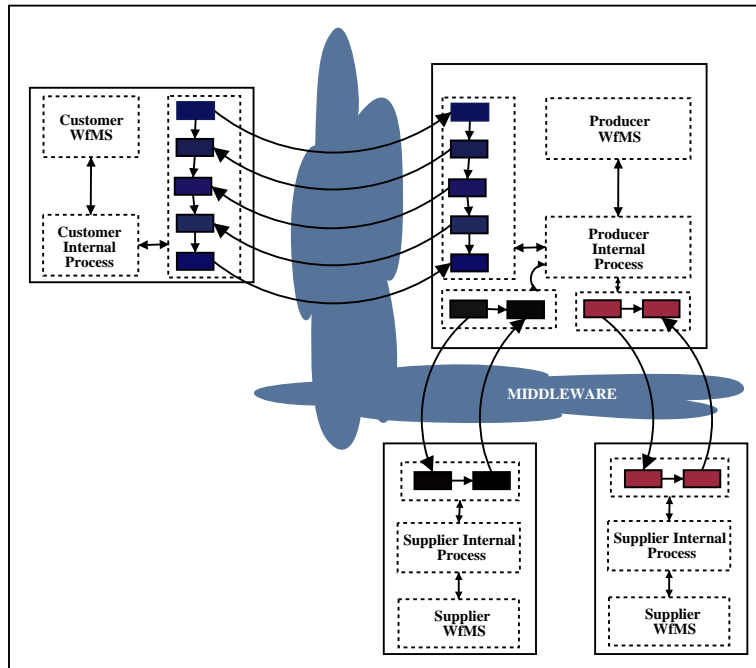 Customer
WfMS
Customer
Internal
Process
Producer
WfMS
Producer
Internal
Process
MIDDLEWARE
Supplier Internal
Process
Supplier
WfMS
Supplier Internal
Process
Supplier
WfMS